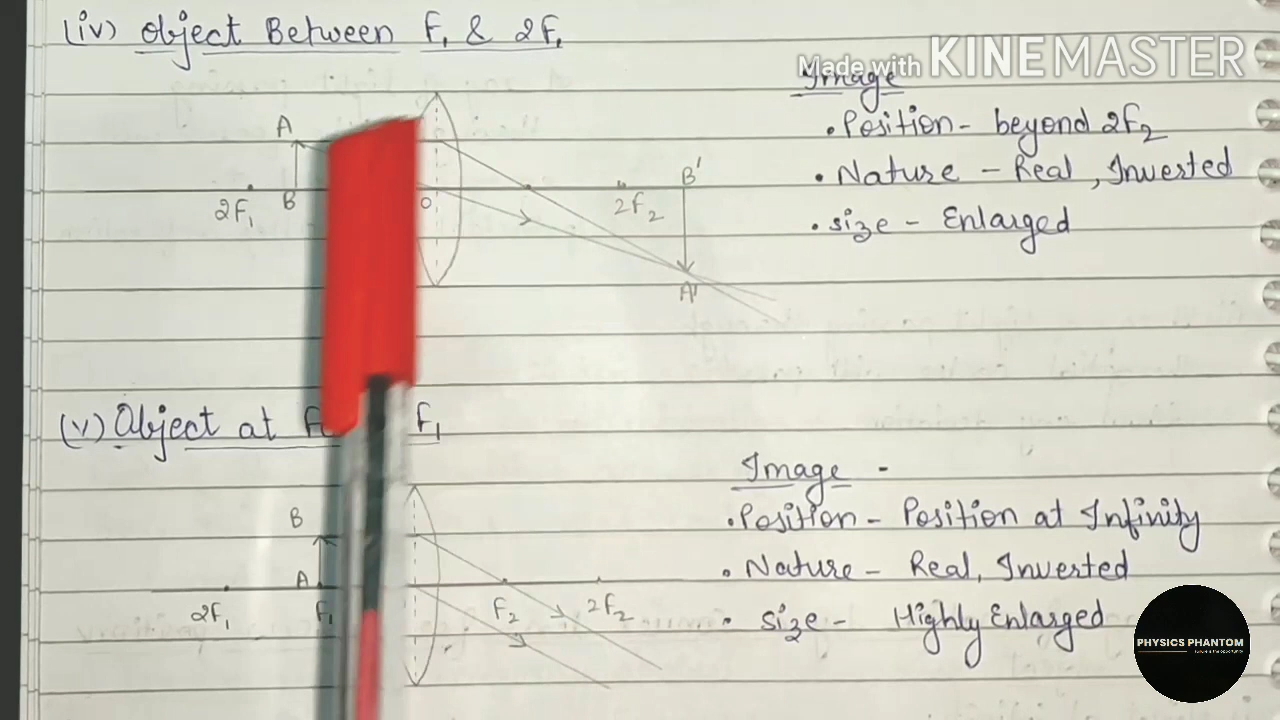 (iv) Object Between F₁ & 2F₁
Made with KINEMASTER
Image
• Position - beyond 2F₂
• Nature - Real, Inverted
• Size - Enlarged
A
2F₁ B O 2F₂ B'
A'
(v) Object at F₁
Image -
• Position - Position at Infinity
• Nature - Real, Inverted
• Size - Highly Enlarged
B
A
2F₁ F₁ F₂ 2F₂
PHYSICS PHANTOM